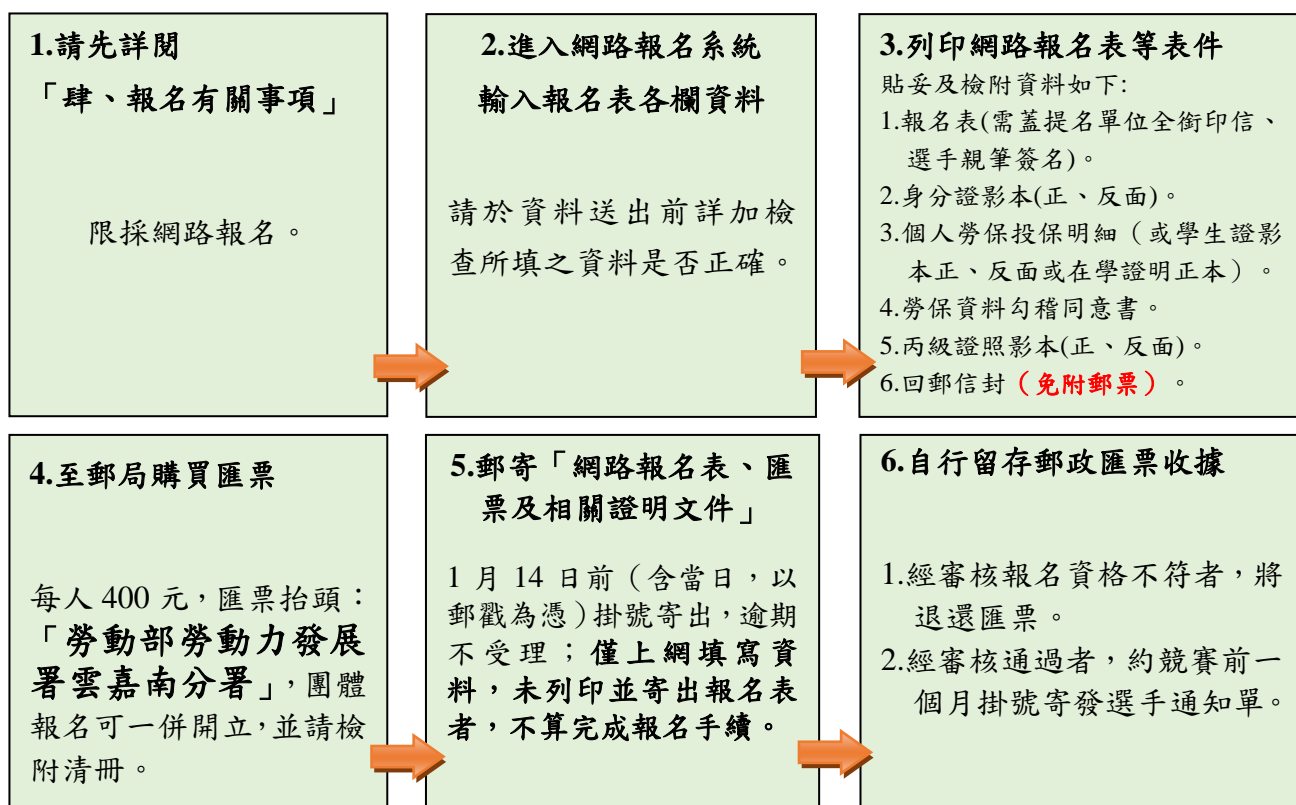 1.請先詳閱
「肆、報名有關事項」
限採網路報名。
2.進入網路報名系統
輸入報名表各欄資料
請於資料送出前詳加檢
查所填之資料是否正確。
3.列印網路報名表等表件
貼妥及檢附資料如下:
1.報名表(需蓋提名單位全銜印信、
選手親筆簽名)。
2.身分證影本(正、反面)。
3.個人勞保投保明細（或學生證影
本正、反面或在學證明正本）。
4.勞保資料勾稽同意書。
5.丙級證照影本(正、反面)。
6.回郵信封（免附郵票）。
4.至郵局購買匯票
每人 400 元，匯票抬頭：
「勞動部勞動力發展
署雲嘉南分署」，團體
報名可一併開立，並請檢
附清冊。
5.郵寄「網路報名表、匯
票及相關證明文件」
1 月 14 日前（含當日，以
郵戳為憑）掛號寄出，逾期
不受理；僅上網填寫資
料，未列印並寄出報名表
者，不算完成報名手續。
6.自行留存郵政匯票收據
1.經審核報名資格不符者，將
退還匯票。
2.經審核通過者，約競賽前一
個月掛號寄發選手通知單。